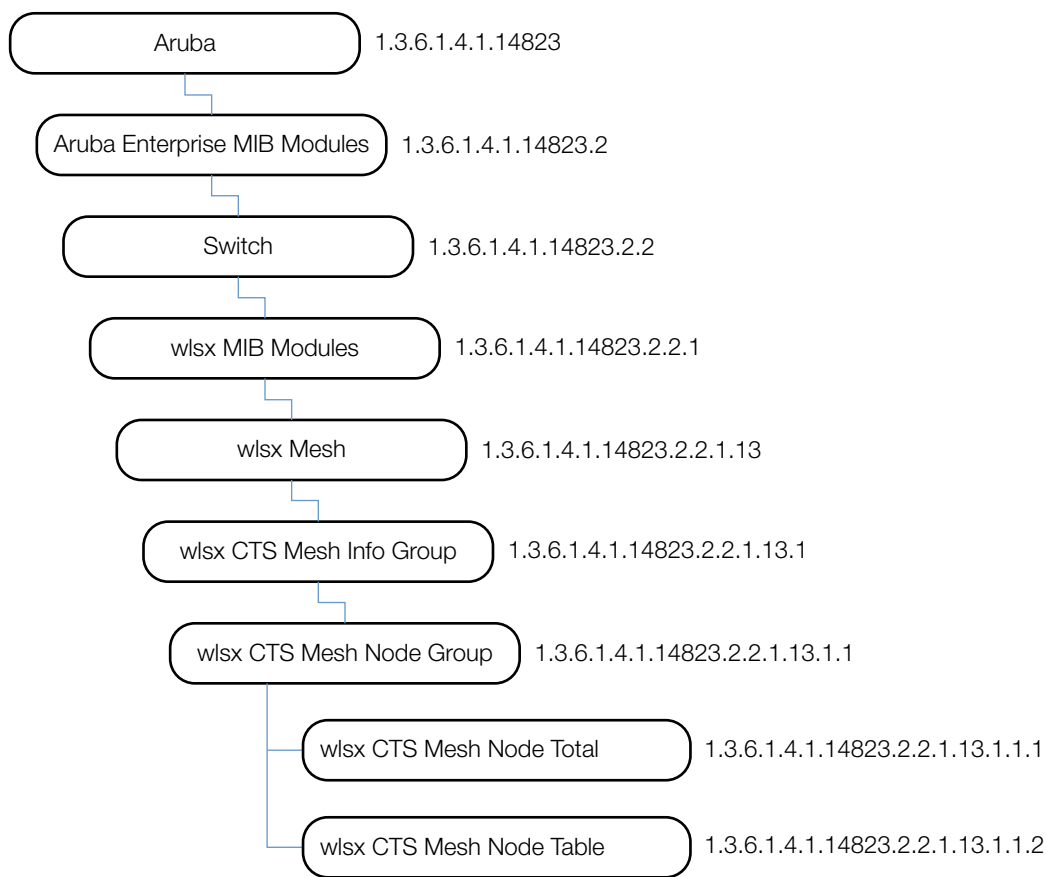 Aruba 1.3.6.1.4.1.14823
Aruba Enterprise MIB Modules 1.3.6.1.4.1.14823.2
Switch 1.3.6.1.4.1.14823.2.2
wlsx MIB Modules 1.3.6.1.4.1.14823.2.2.1
wlsx Mesh 1.3.6.1.4.1.14823.2.2.1.13
wlsx CTS Mesh Info Group 1.3.6.1.4.1.14823.2.2.1.13.1
wlsx CTS Mesh Node Group 1.3.6.1.4.1.14823.2.2.1.13.1.1
wlsx CTS Mesh Node Total 1.3.6.1.4.1.14823.2.2.1.13.1.1.1
wlsx CTS Mesh Node Table 1.3.6.1.4.1.14823.2.2.1.13.1.1.2